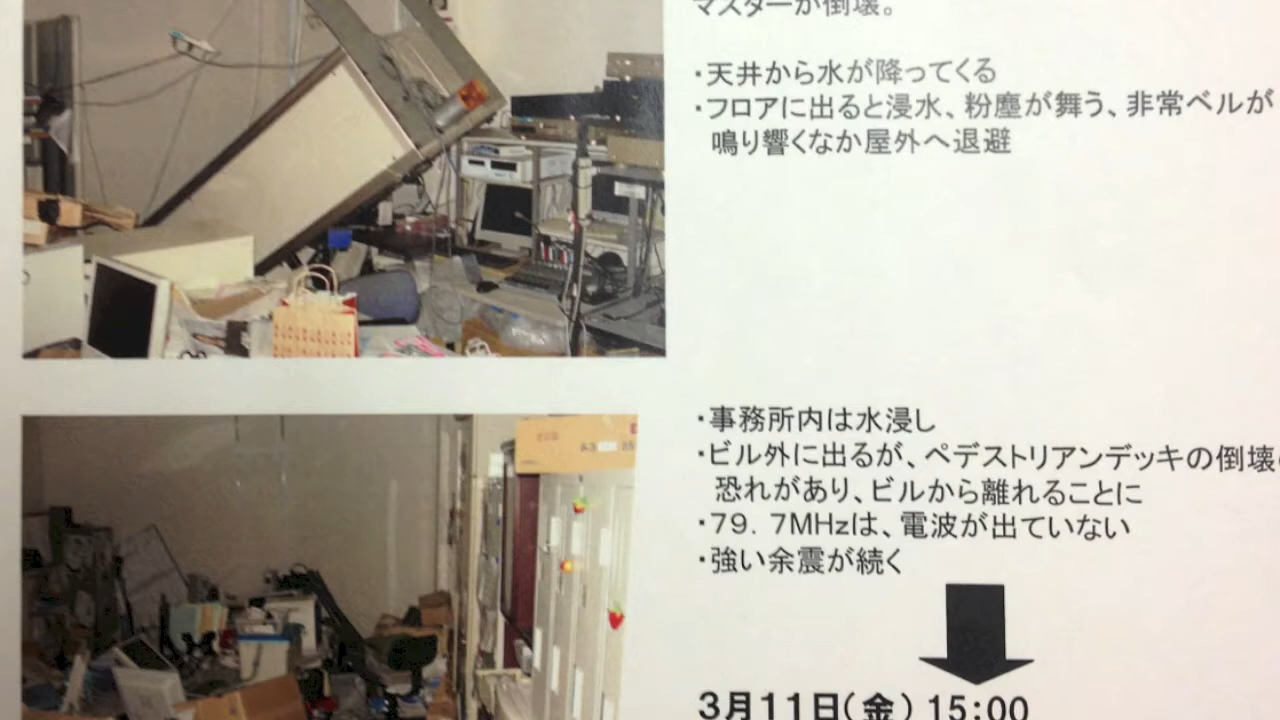 マスターが倒壊。
・天井から水が降ってくる
・フロアに出ると浸水、粉塵が舞う、非常ベルが
鳴り響くなか屋外へ退避
・事務所内は水浸し
・ビル外に出るが、ペデストリアンデッキの倒壊
恐れがあり、ビルから離れることに
・79．7MHzは、電波が出ていない
・強い余震が続く
3月11日（金）15：00